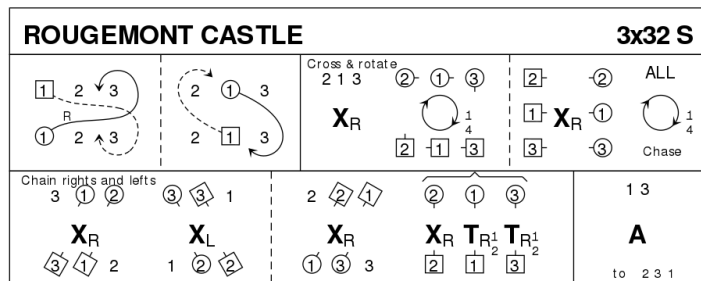 ROUGEMONT CASTLE 3x32 S
1 2 3
R
1 2 3
2 1 3
2 1 3
Cross & rotate
2 1 3 2 1 3
XR 1 4
2 1 3
2 2 ALL
1 XR 1 1 4
3 3 Chase
Chain rights and lefts
3 1 2 3 3 1
XR XL
3 1 2 1 2 2
2 2 1 2 1 3
XR XR TR 1 2 TR 1 2
1 3 3 2 1 3
1 3
A
to 2 3 1